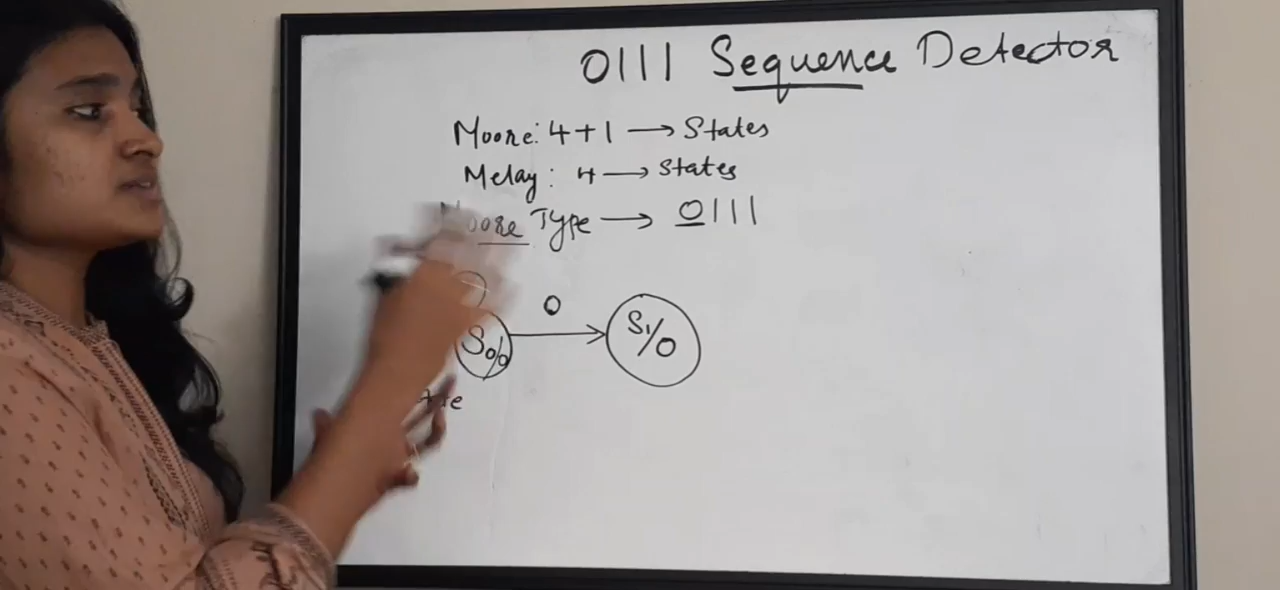 0111 Sequence Detector
Moore: 4+1 → States
Melay: 4 → States
Type → 0111
0
S0/0
S1/0